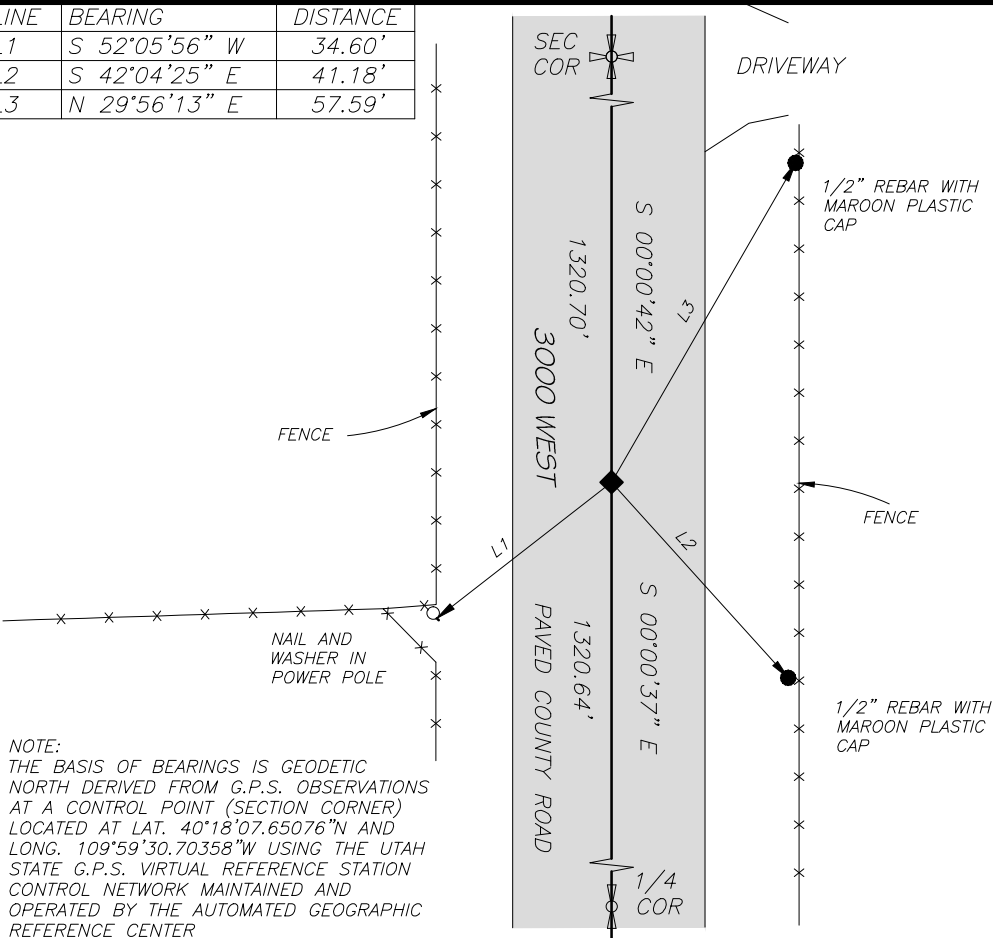 LINE BEARING DISTANCE
L1 S 52°05'56" W 34.60'
L2 S 42°04'25" E 41.18'
L3 N 29°56'13" E 57.59'
SEC
COR
DRIVEWAY
1/2" REBAR WITH
MAROON PLASTIC
CAP
S 00°00'42" E
1320.70'
3000 WEST
L3
FENCE
L1
L2
FENCE
S 00°00'37" E
1320.64'
PAVED COUNTY ROAD
NAIL AND
WASHER IN
POWER POLE
1/2" REBAR WITH
MAROON PLASTIC
CAP
1/4
COR
NOTE:
THE BASIS OF BEARINGS IS GEODETIC
NORTH DERIVED FROM G.P.S. OBSERVATIONS
AT A CONTROL POINT (SECTION CORNER)
LOCATED AT LAT. 40°18'07.65076"N AND
LONG. 109°59'30.70358"W USING THE UTAH
STATE G.P.S. VIRTUAL REFERENCE STATION
CONTROL NETWORK MAINTAINED AND
OPERATED BY THE AUTOMATED GEOGRAPHIC
REFERENCE CENTER